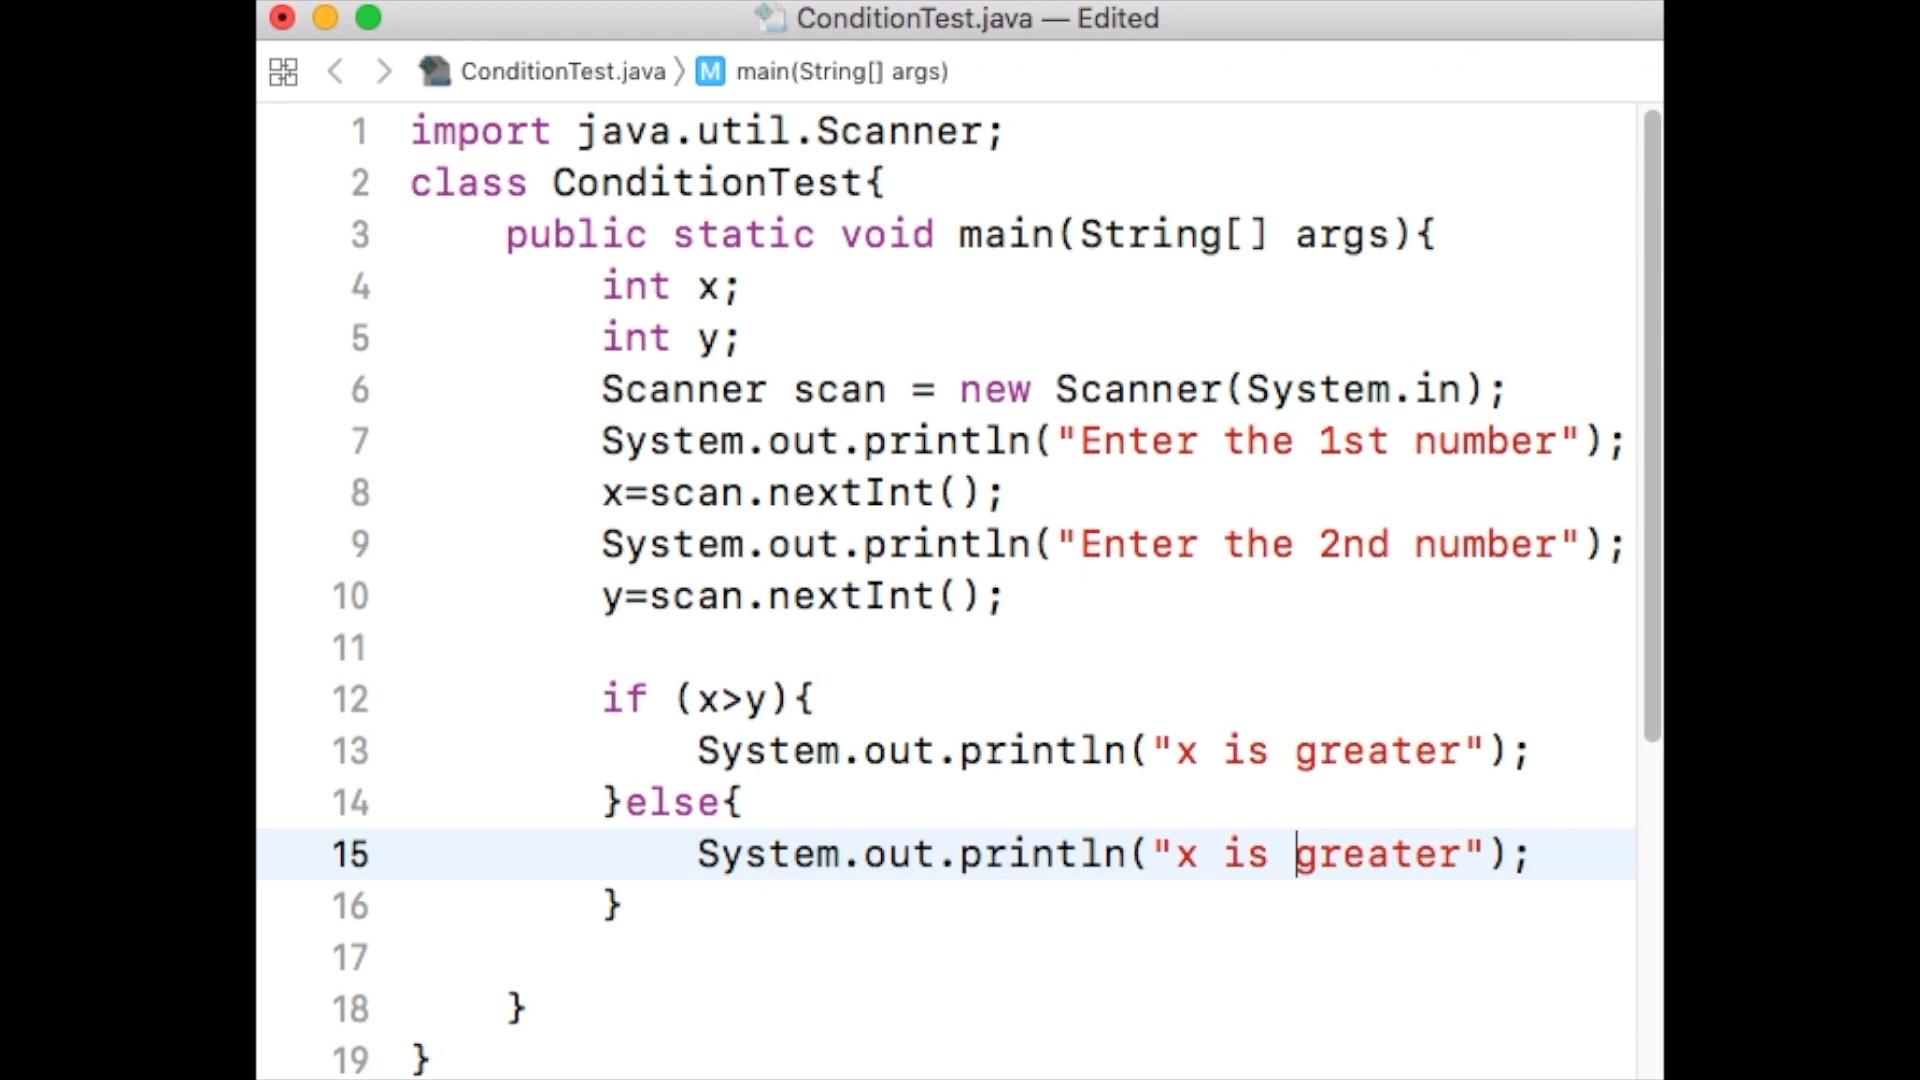 ConditionTest.java — Edited
ConditionTest.java 〉 M main(String[] args)
1 import java.util.Scanner;
2 class ConditionTest{
3 public static void main(String[] args){
4 int x;
5 int y;
6 Scanner scan = new Scanner(System.in);
7 System.out.println("Enter the 1st number");
8 x=scan.nextInt();
9 System.out.println("Enter the 2nd number");
10 y=scan.nextInt();
11
12 if (x>y){
13 System.out.println("x is greater");
14 }else{
15 System.out.println("x is greater");
16 }
17
18 }
19 }